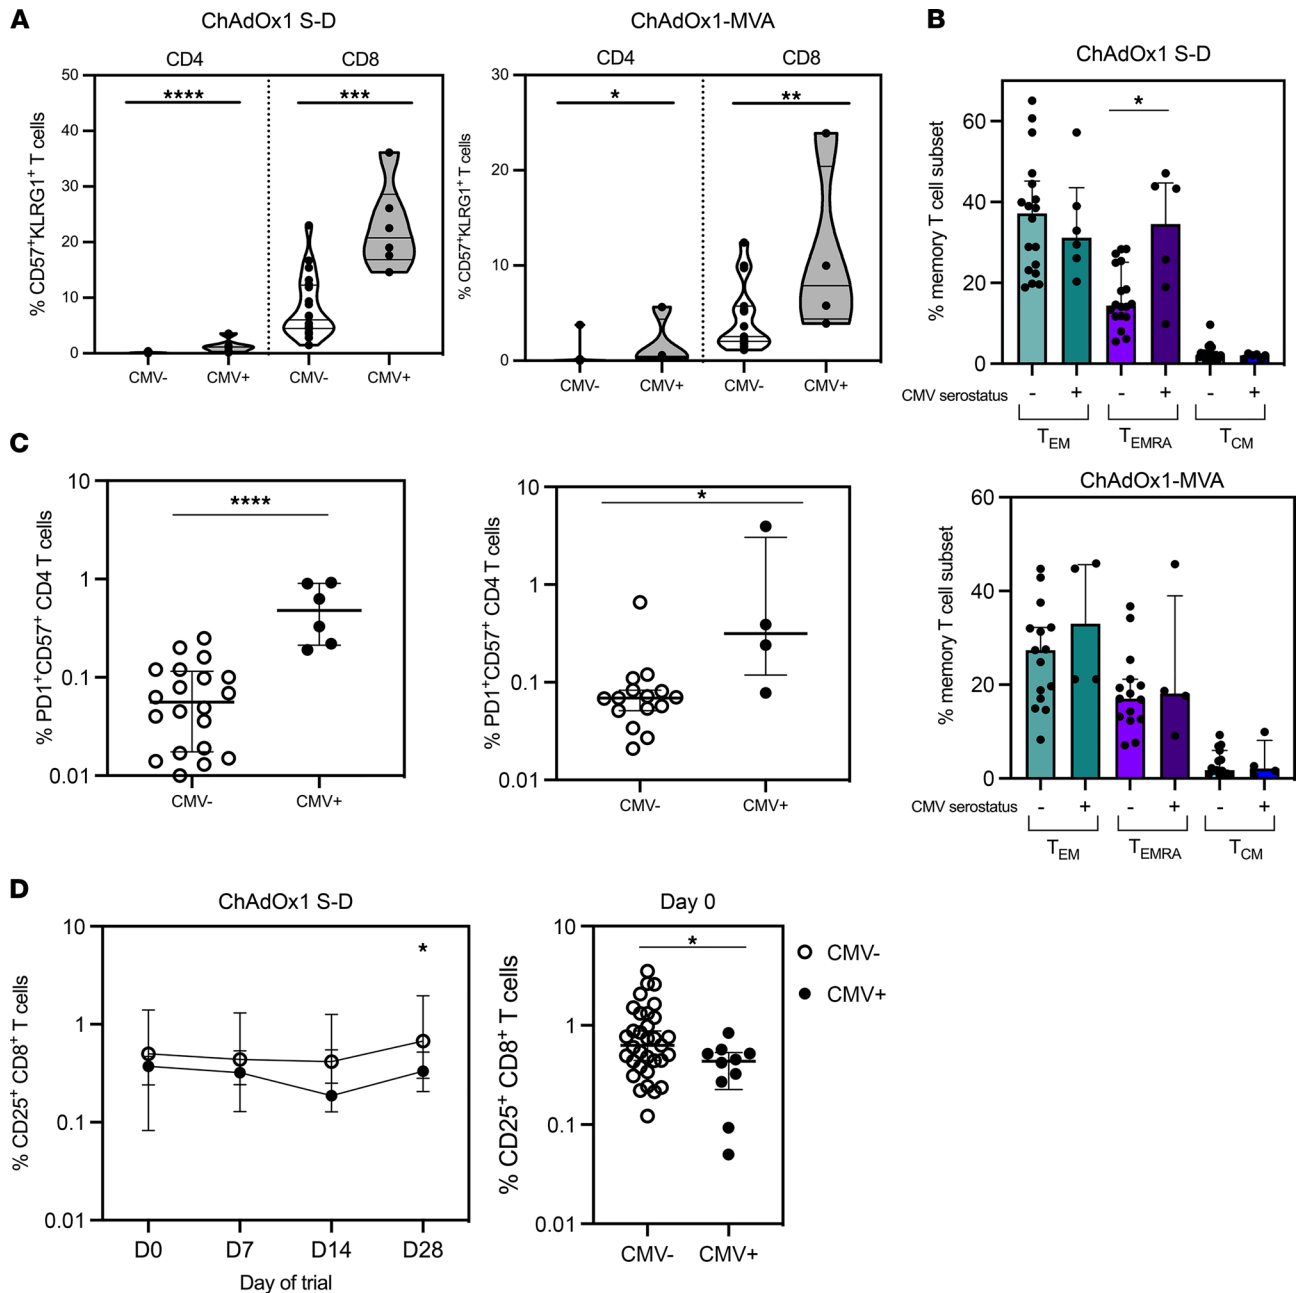 A
ChAdOx1 S-D
CD4
CD8
% CD57+KLRG1+ T cells
50
40
30
20
10
0
****
***
CMV-
CMV+
CMV-
CMV+
ChAdOx1-MVA
CD4
CD8
% CD57+KLRG1+ T cells
30
20
10
0
*
**
CMV-
CMV+
CMV-
CMV+
B
ChAdOx1 S-D
% memory T cell subset
60
40
20
0
*
CMV serostatus - + - + - +
TEM
TEMRA
TCM
ChAdOx1-MVA
% memory T cell subset
60
40
20
0
CMV serostatus - + - + - +
TEM
TEMRA
TCM
C
% PD1+CD57+ CD4 T cells
10
1
0.1
0.01
****
CMV-
CMV+
% PD1+CD57+ CD4 T cells
10
1
0.1
0.01
*
CMV-
CMV+
D
ChAdOx1 S-D
% CD25+ CD8+ T cells
10
1
0.1
0.01
*
D0
D7
D14
D28
Day of trial
Day 0
% CD25+ CD8+ T cells
10
1
0.1
0.01
*
CMV-
CMV+
CMV-
CMV+